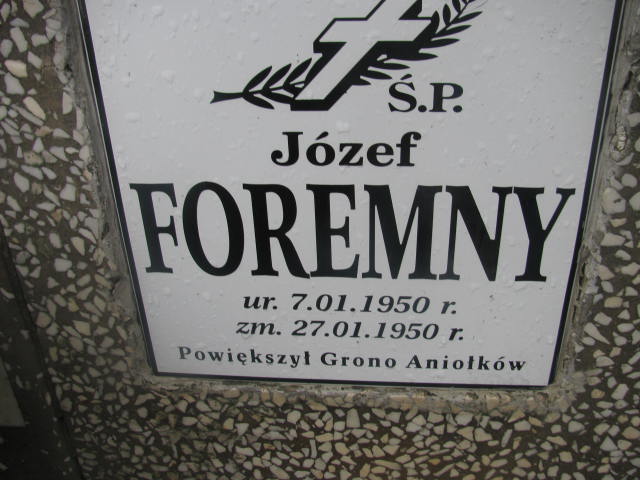 Ś.P.
Józef
FOREMNY
ur. 7.01.1950 r.
zm. 27.01.1950 r.
Powiększył Grono Aniołków